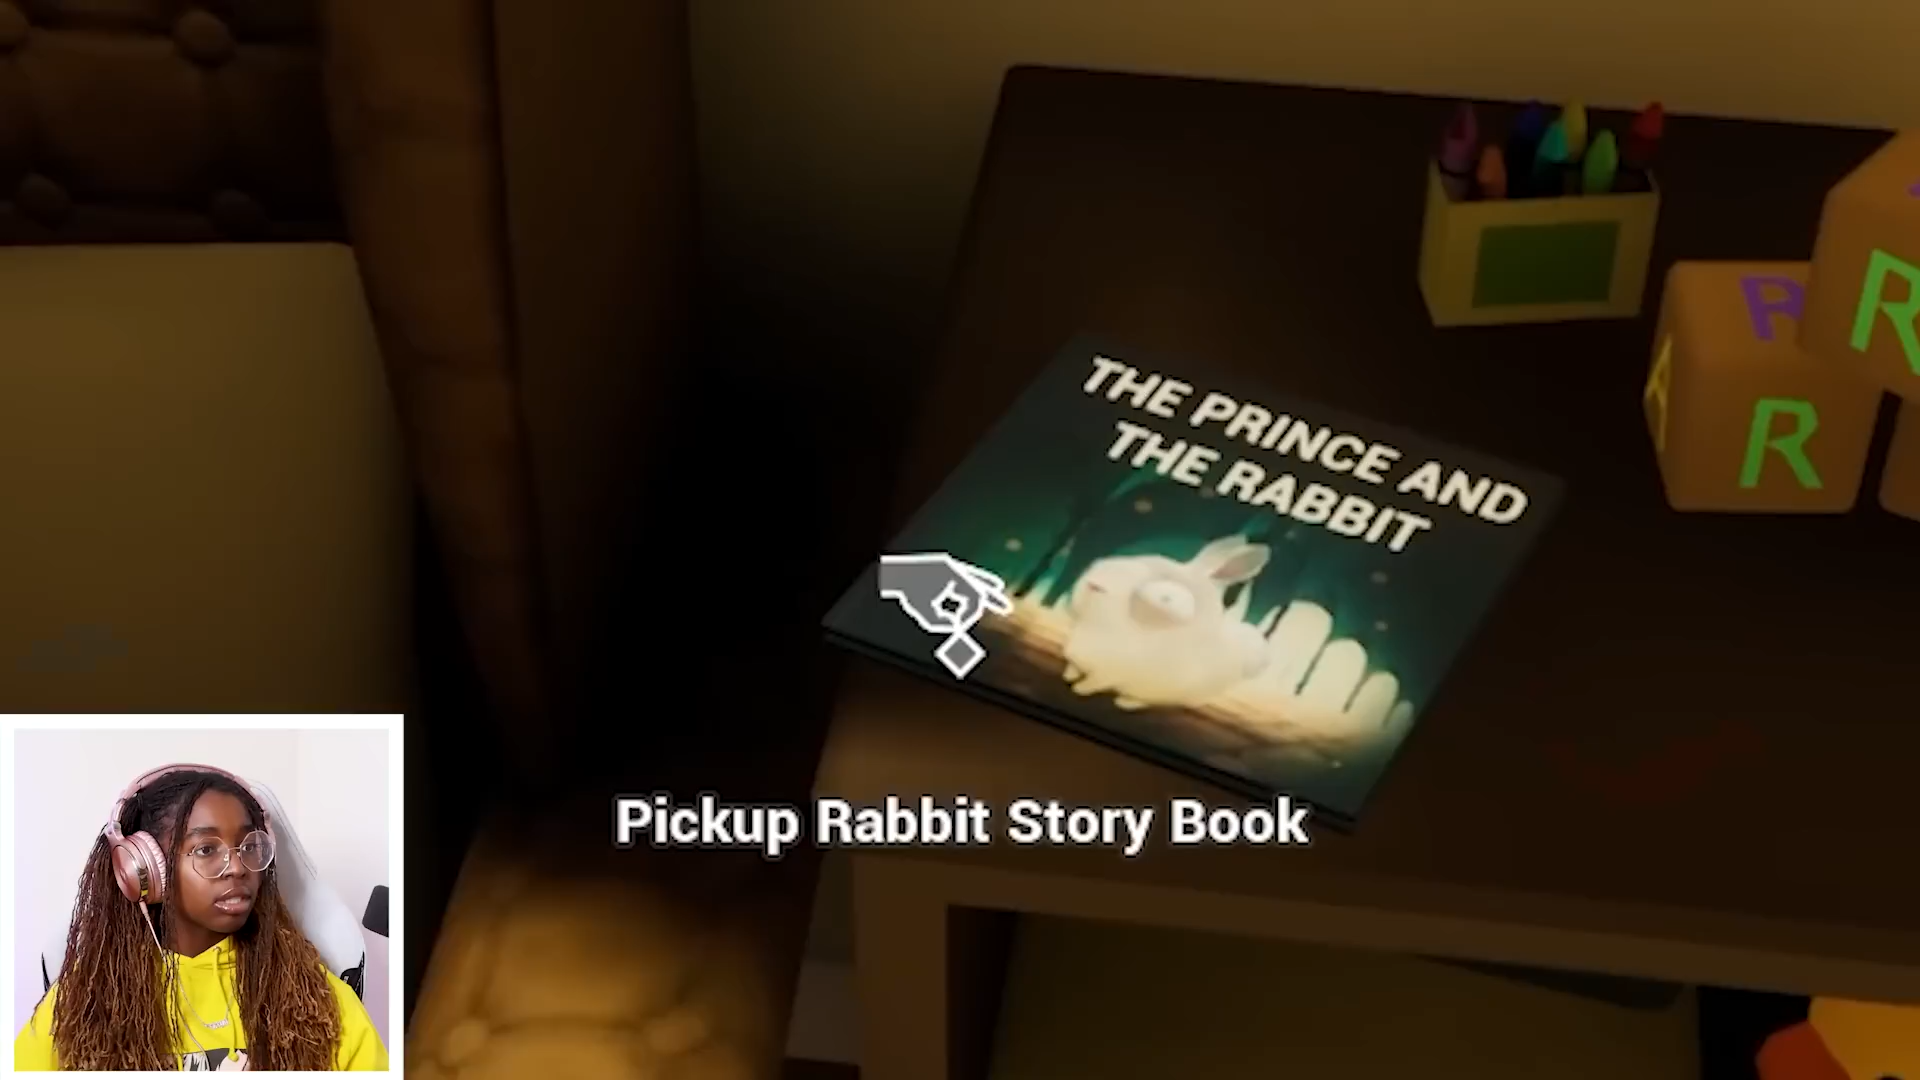 THE PRINCE AND
THE RABBIT
P
R
A
R
Pickup Rabbit Story Book